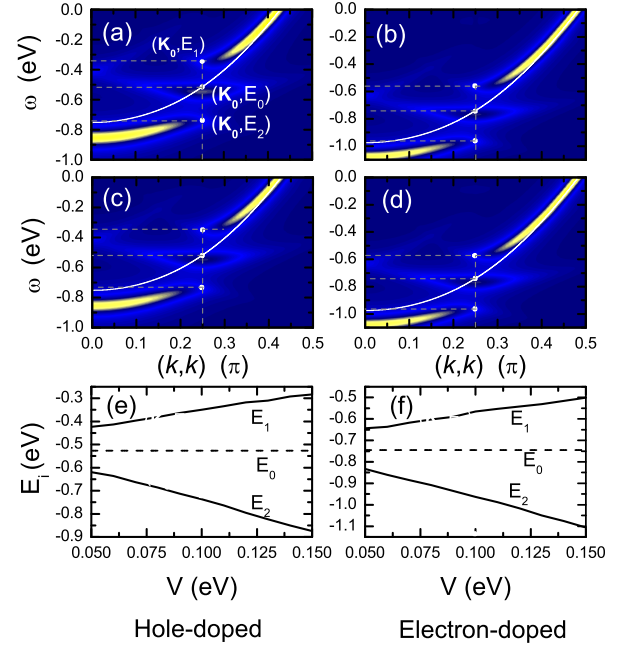 0.0
-0.2
-0.4
-0.6
-0.8
-1.0
ω (eV)
(a)
(K₀,E₁)
(K₀,E₀)
(K₀,E₂)
0.0
-0.2
-0.4
-0.6
-0.8
-1.0
(b)
0.0
-0.2
-0.4
-0.6
-0.8
-1.0
ω (eV)
(c)
0.0 0.1 0.2 0.3 0.4 0.5
0.0
-0.2
-0.4
-0.6
-0.8
-1.0
(d)
0.0 0.1 0.2 0.3 0.4 0.5
(k,k) (π)
(k,k) (π)
-0.3
-0.4
-0.5
-0.6
-0.7
-0.8
-0.9
Eᵢ (eV)
(e)
E₁
E₀
E₂
0.050 0.075 0.100 0.125 0.150
V (eV)
-0.5
-0.6
-0.7
-0.8
-0.9
-1.0
-1.1
(f)
E₁
E₀
E₂
0.050 0.075 0.100 0.125 0.150
V (eV)
Hole-doped
Electron-doped